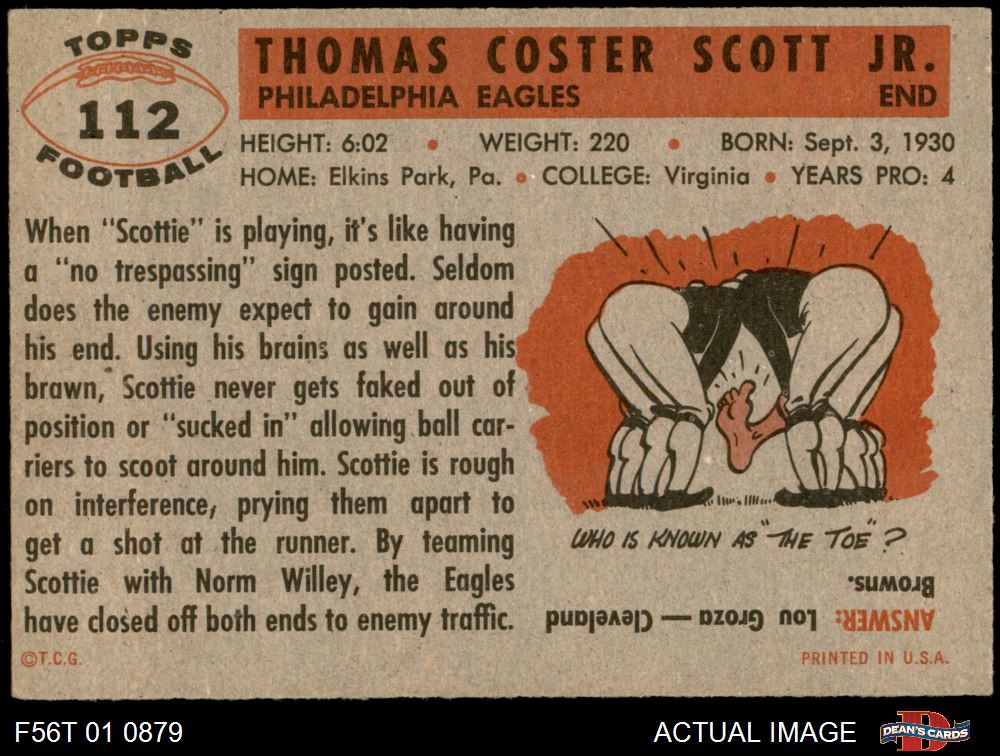 TOPPS
112
FOOTBALL
THOMAS COSTER SCOTT JR.
PHILADELPHIA EAGLES END
HEIGHT: 6:02 • WEIGHT: 220 • BORN: Sept. 3, 1930
HOME: Elkins Park, Pa. • COLLEGE: Virginia • YEARS PRO: 4
When "Scottie" is playing, it's like having
a "no trespassing" sign posted. Seldom
does the enemy expect to gain around
his end. Using his brains as well as his
brawn, Scottie never gets faked out of
position or "sucked in" allowing ball car-
riers to scoot around him. Scottie is rough
on interference, prying them apart to
get a shot at the runner. By teaming
Scottie with Norm Willey, the Eagles
have closed off both ends to enemy traffic.
WHO IS KNOWN AS "THE TOE"?
ANSWER: Lou Groza — Cleveland
Browns.
©T.C.G.
PRINTED IN U.S.A.
F56T 01 0879
ACTUAL IMAGE
D
DEAN'S CARDS